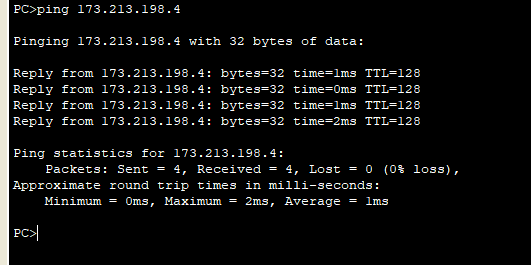 PC>ping 173.213.198.4
Pinging 173.213.198.4 with 32 bytes of data:
Reply from 173.213.198.4: bytes=32 time=1ms TTL=128
Reply from 173.213.198.4: bytes=32 time=0ms TTL=128
Reply from 173.213.198.4: bytes=32 time=1ms TTL=128
Reply from 173.213.198.4: bytes=32 time=2ms TTL=128
Ping statistics for 173.213.198.4:
Packets: Sent = 4, Received = 4, Lost = 0 (0% loss),
Approximate round trip times in milli-seconds:
Minimum = 0ms, Maximum = 2ms, Average = 1ms
PC>